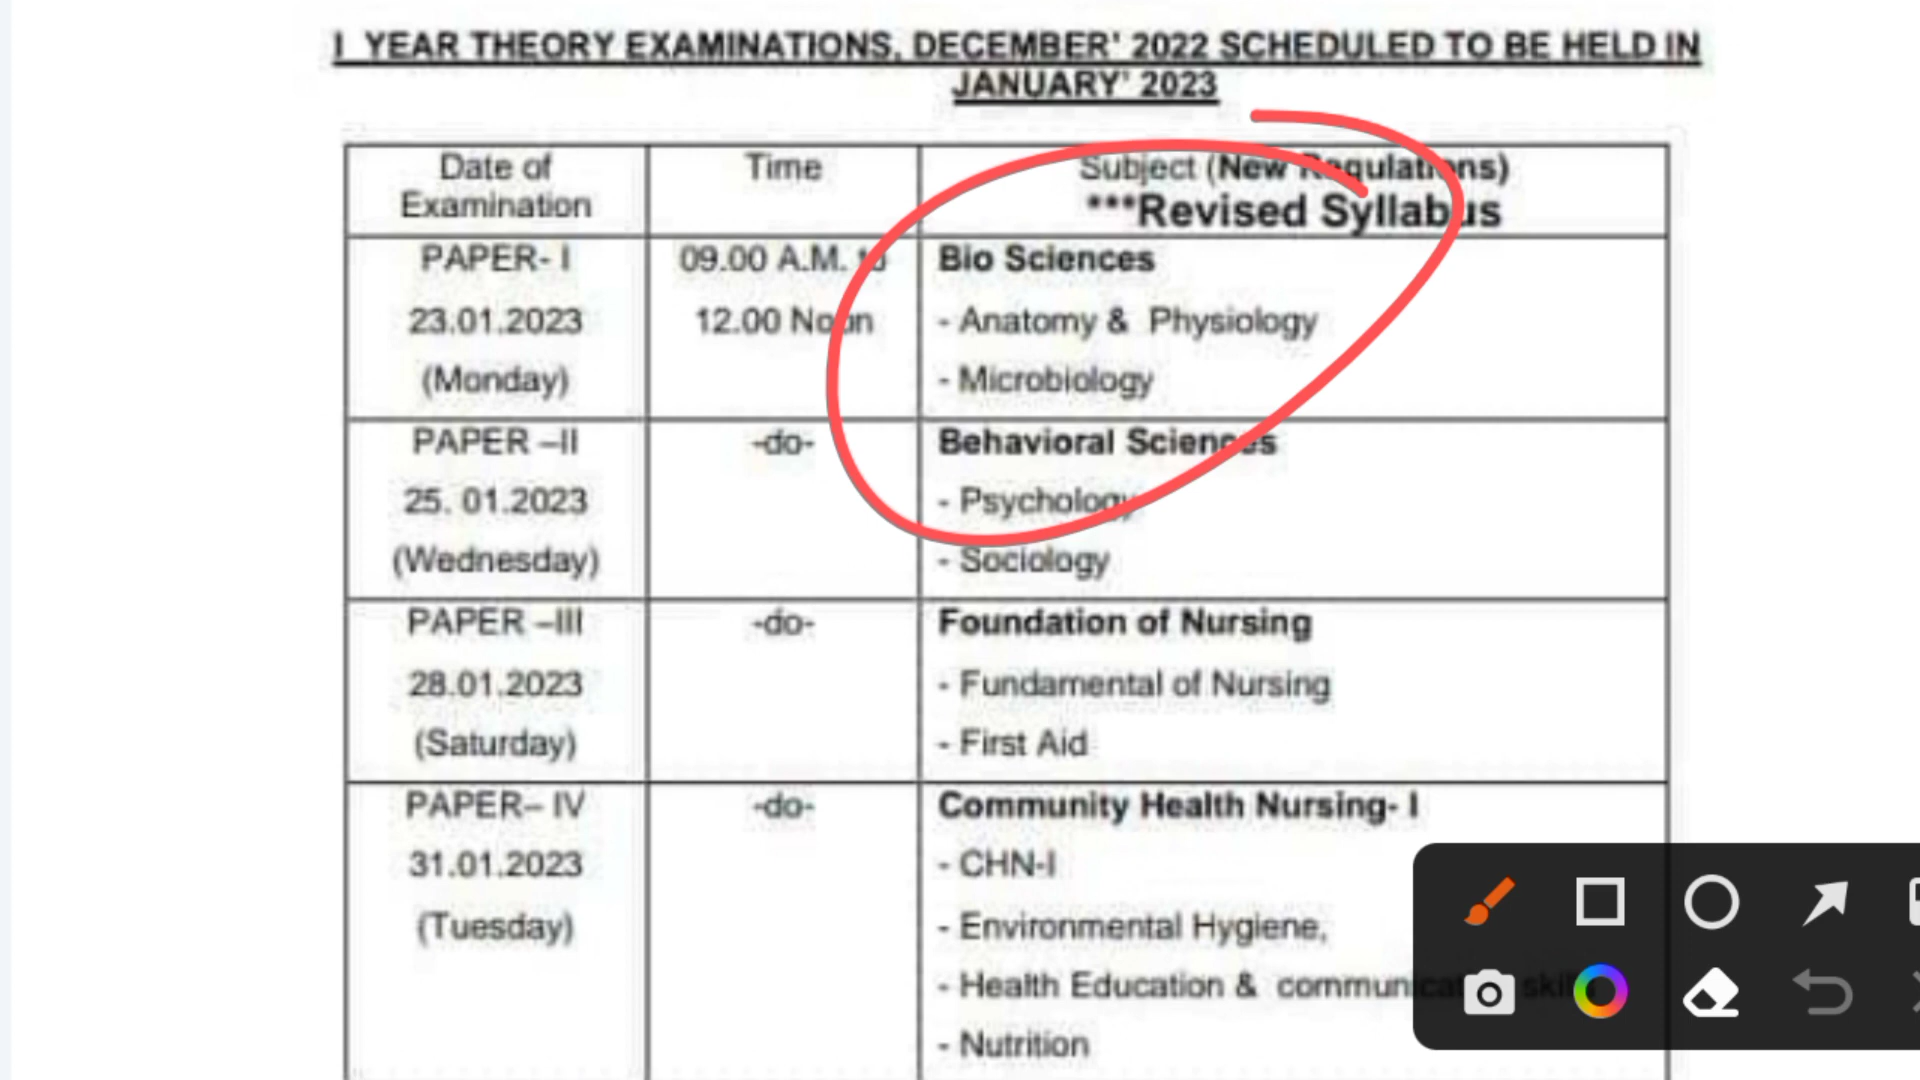 I YEAR THEORY EXAMINATIONS, DECEMBER' 2022 SCHEDULED TO BE HELD IN
JANUARY' 2023
Date of
Examination
Time
Subject (New Regulations)
***Revised Syllabus
PAPER- I
23.01.2023
(Monday)
09.00 A.M. to
12.00 Noon
Bio Sciences
- Anatomy & Physiology
- Microbiology
PAPER –II
25. 01.2023
(Wednesday)
-do-
Behavioral Sciences
- Psychology
- Sociology
PAPER –III
28.01.2023
(Saturday)
-do-
Foundation of Nursing
- Fundamental of Nursing
- First Aid
PAPER– IV
31.01.2023
(Tuesday)
-do-
Community Health Nursing- I
- CHN-I
- Environmental Hygiene,
- Health Education &
- Nutrition